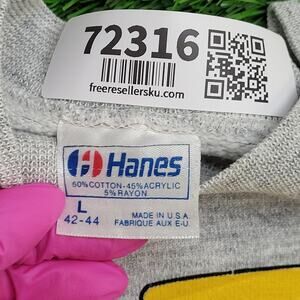 72316
freeresellersku.com
Hanes
50% COTTON-45% ACRYLIC
5% RAYON.
L
42-44
MADE IN U.S.A
FABRIQUE AUX E-U